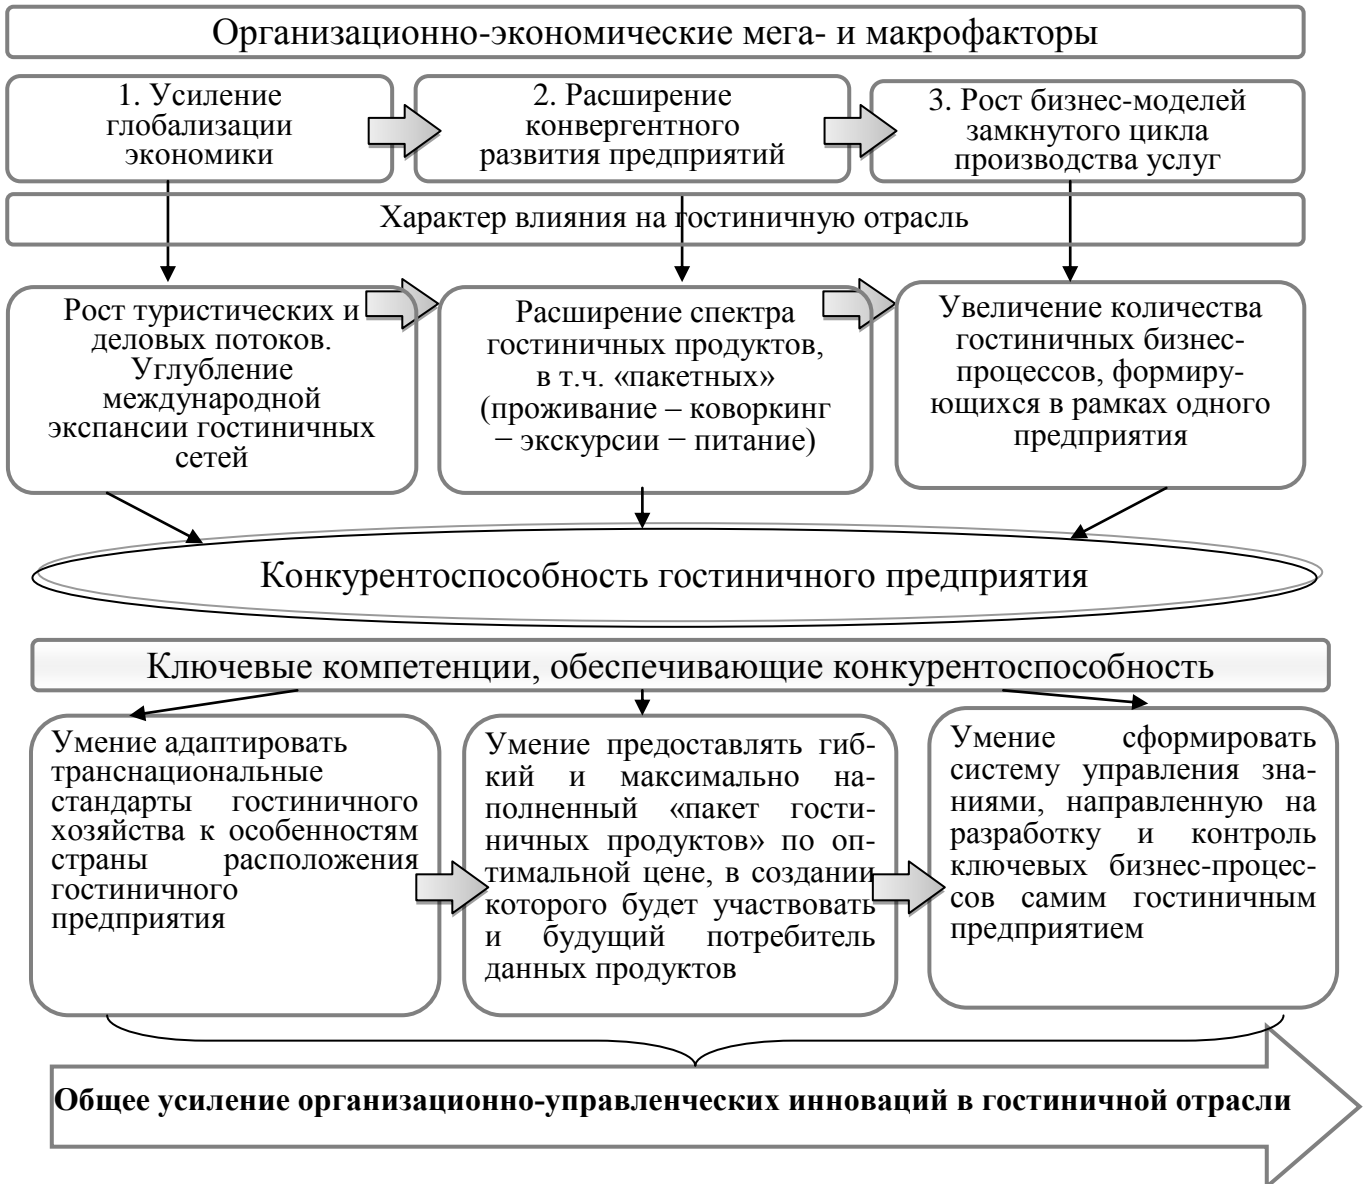 Организационно-экономические мега- и макрофакторы
1. Усиление
глобализации
экономики
2. Расширение
конвергентного
развития предприятий
3. Рост бизнес-моделей
замкнутого цикла
производства услуг
Характер влияния на гостиничную отрасль
Рост туристических и
деловых потоков.
Углубление
международной
экспансии гостиничных
сетей
Расширение спектра
гостиничных продуктов,
в т.ч. «пакетных»
(проживание – коворкинг
− экскурсии − питание)
Увеличение количества
гостиничных бизнес-
процессов, формиру-
ющихся в рамках одного
предприятия
Конкурентоспособность гостиничного предприятия
Ключевые компетенции, обеспечивающие конкурентоспособность
Умение адаптировать
транснациональные
стандарты гостиничного
хозяйства к особенностям
страны расположения
гостиничного
предприятия
Умение предоставлять гиб-
кий и максимально на-
полненный «пакет гости-
ничных продуктов» по оп-
тимальной цене, в создании
которого будет участвовать
и будущий потребитель
данных продуктов
Умение сформировать
систему управления зна-
ниями, направленную на
разработку и контроль
ключевых бизнес-процес-
сов самим гостиничным
предприятием
Общее усиление организационно-управленческих инноваций в гостиничной отрасли